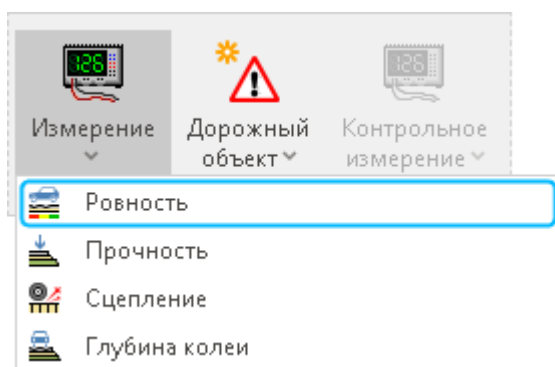 126 126
Измерение Дорожный объект Контрольное измерение
Ровность
Прочность
Сцепление
Глубина колеи